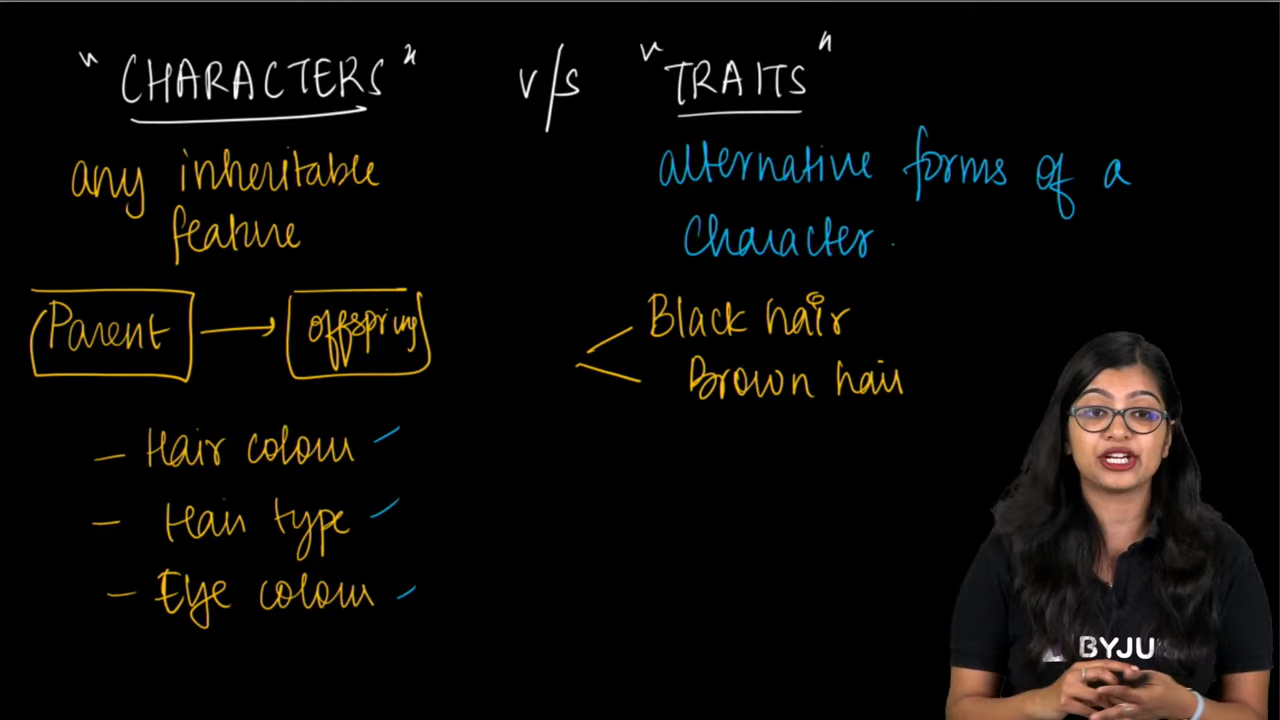 "CHARACTERS" v/s "TRAITS"
any inheritable
feature
Parent → offspring
- Hair colour
- Hair type
- Eye colour
alternative forms of a
character.
Black hair
Brown hair
BYJU'S